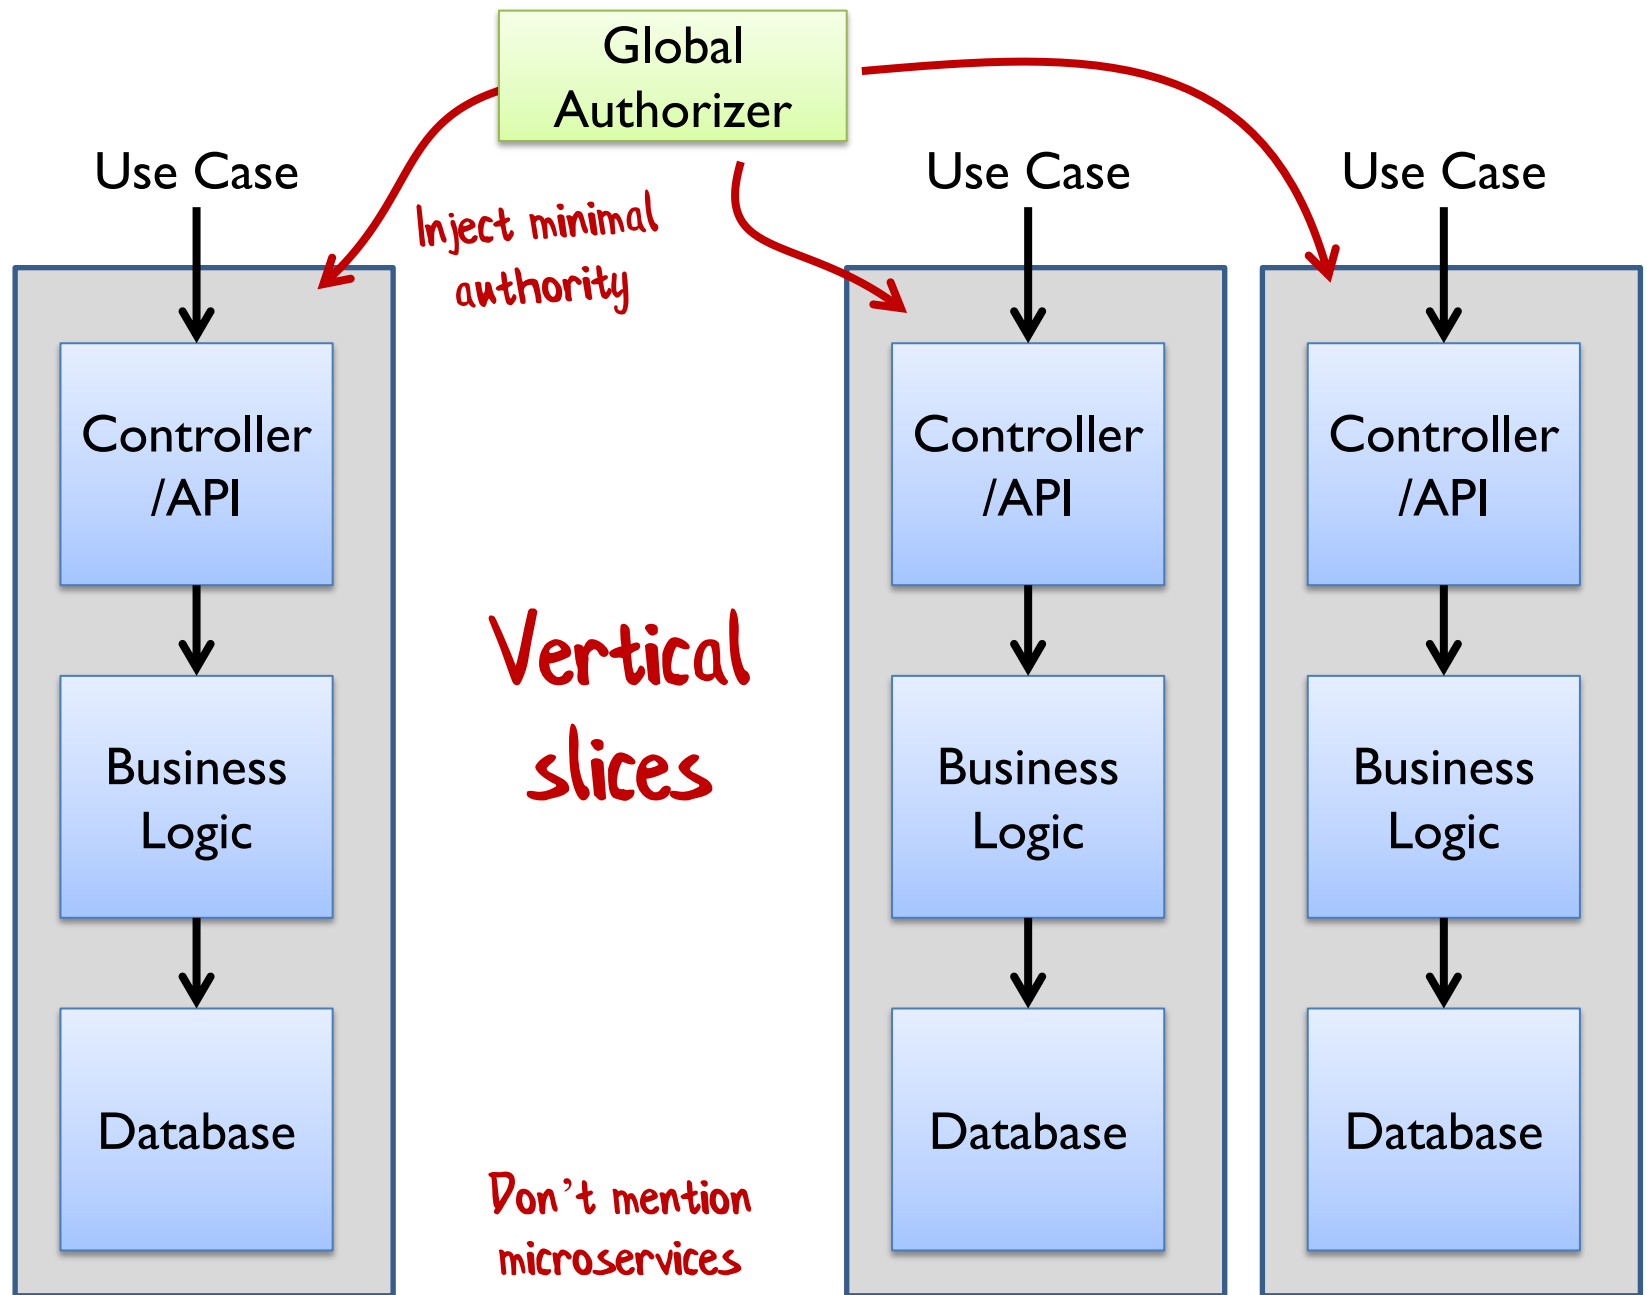 Global
Authorizer
Use Case
Use Case
Use Case
Inject minimal
authority
Controller
/API
Controller
/API
Controller
/API
Vertical
slices
Business
Logic
Business
Logic
Business
Logic
Database
Database
Database
Don't mention
microservices